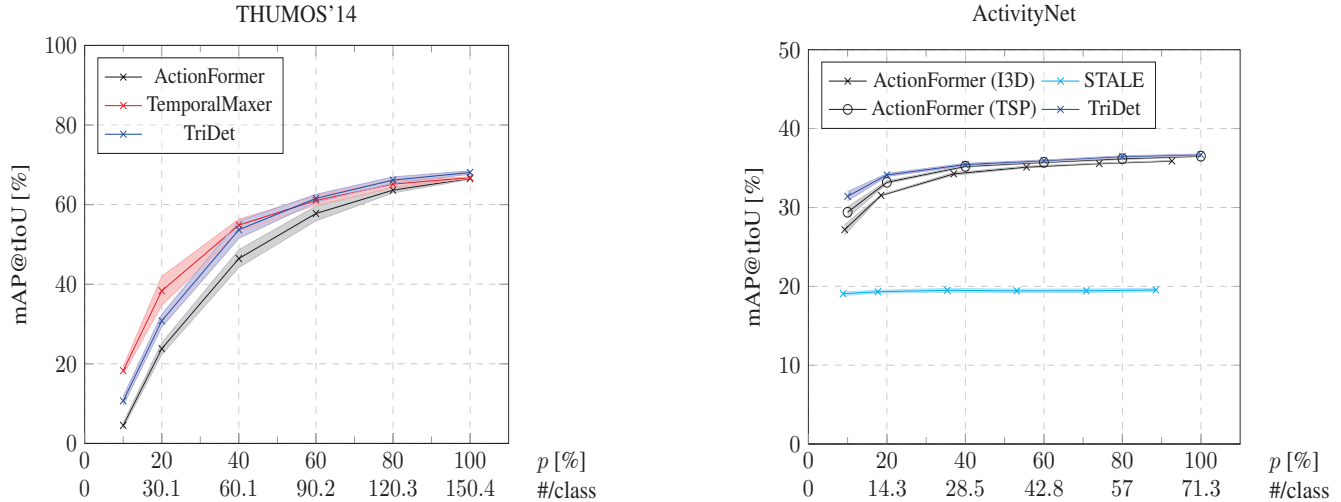 THUMOS’14
100
80
60
40
20
0
mAP@tIoU [%]
ActionFormer
TemporalMaxer
TriDet
0 20 40 60 80 100 p [%]
0 30.1 60.1 90.2 120.3 150.4 #/class
ActivityNet
50
40
30
20
10
0
mAP@tIoU [%]
ActionFormer (I3D) STALE
ActionFormer (TSP) TriDet
0 20 40 60 80 100 p [%]
0 14.3 28.5 42.8 57 71.3 #/class